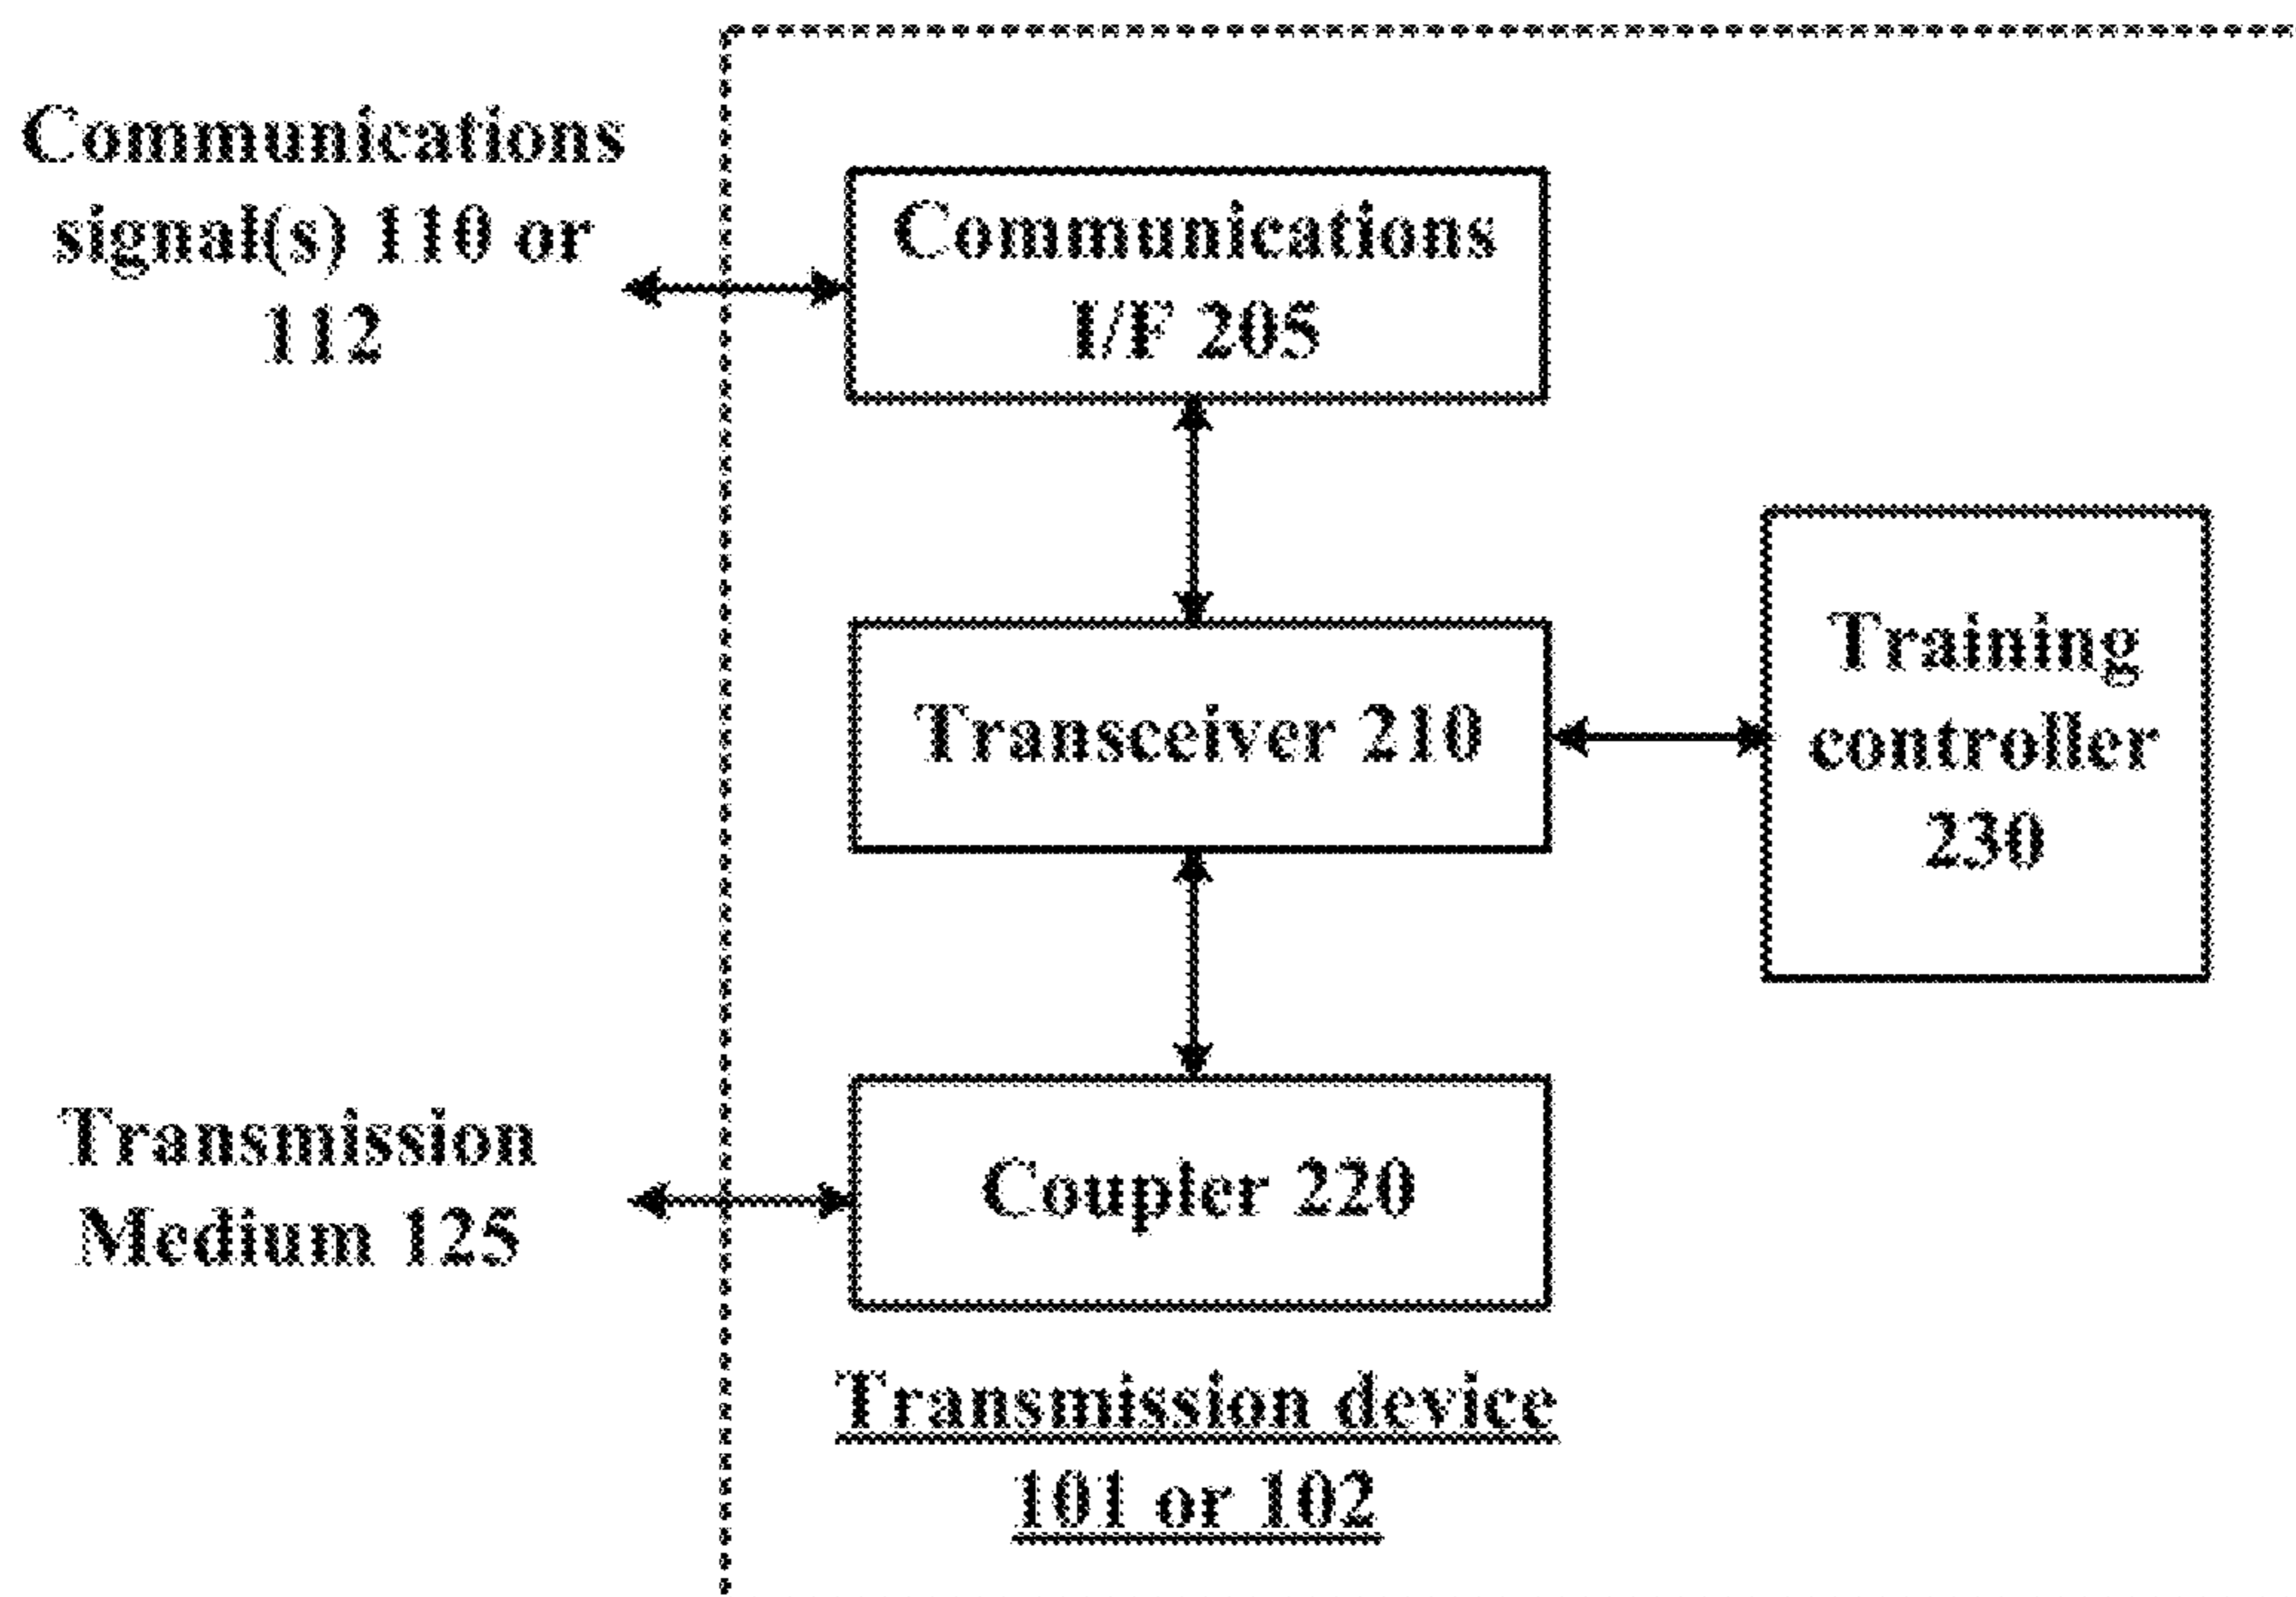 Communications
signal(s) 110 or
112
Communications
I/F 205
Transceiver 210
Training
controller
230
Transmission
Medium 125
Coupler 220
Transmission device
101 or 102